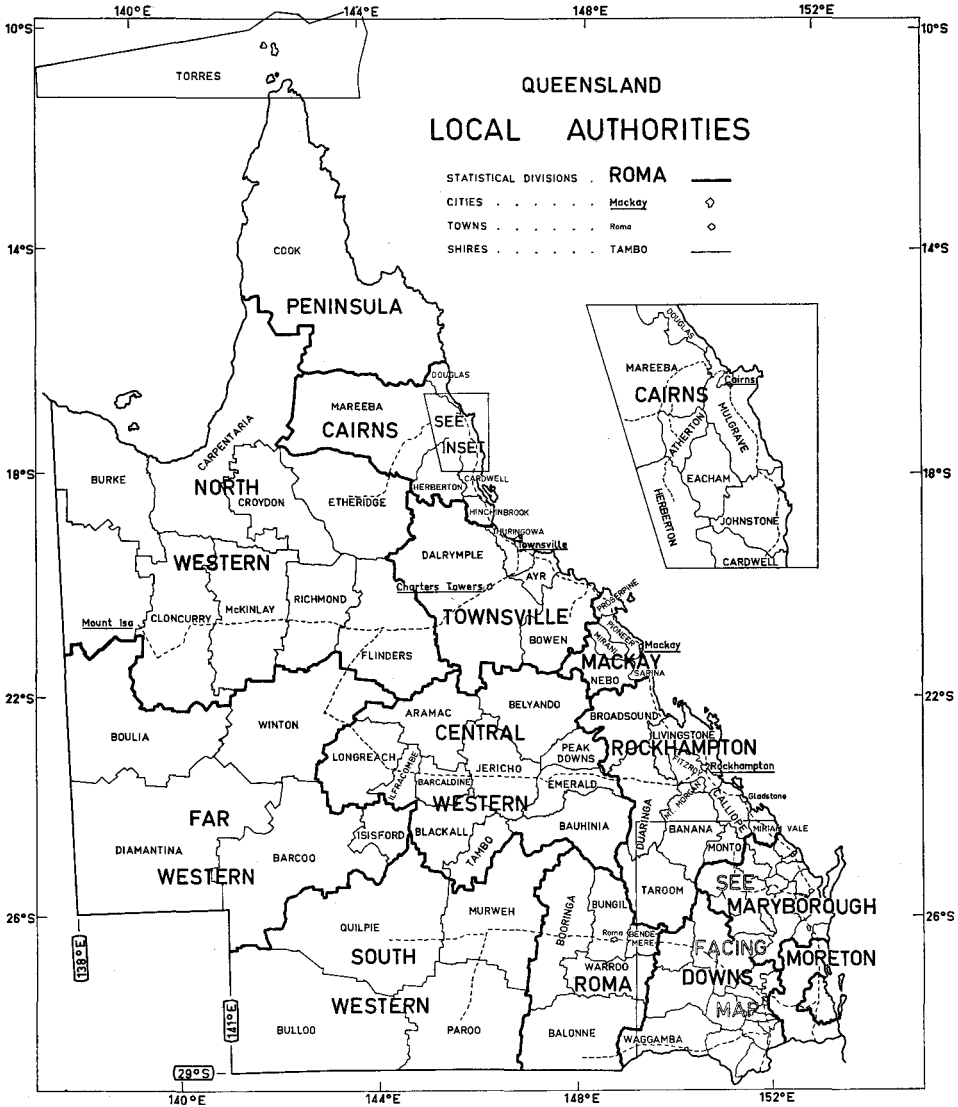 140°E 144°E 148°E 152°E
10°S 10°S
TORRES
QUEENSLAND
LOCAL AUTHORITIES
STATISTICAL DIVISIONS . ROMA
CITIES . . . . . . Mackay
TOWNS . . . . . . Roma
SHIRES . . . . . . TAMBO
14°S 14°S
COOK
PENINSULA
DOUGLAS
MAREEBA
CAIRNS
SEE
INSET
DOUGLAS
MAREEBA
CAIRNS
Cairns
MULGRAVE
ATHERTON
EACHAM
HERBERTON
JOHNSTONE
CARDWELL
18°S 18°S
CARPENTARIA
BURKE
NORTH
CROYDON
ETHERIDGE
HERBERTON
CARDWELL
HINCHINBROOK
THURINGOWA
Townsville
DALRYMPLE
WESTERN
AYR
Charters Towers
PROSERPINE
CLONCURRY
McKINLAY
RICHMOND
TOWNSVILLE
Mount Isa
BOWEN
PIONEER
MIRANI
Mackay
FLINDERS
MACKAY
SARINA
NEBO
22°S 22°S
BOULIA
WINTON
ARAMAC
BELYANDO
BROADSOUND
CENTRAL
LIVINGSTONE
LONGREACH
PEAK
DOWNS
ROCKHAMPTON
FITZROY
Rockhampton
ILFRACOMBE
JERICHO
BARCALDINE
EMERALD
MT. MORGAN
Gladstone
WESTERN
CALLIOPE
FAR
ISISFORD
BLACKALL
TAMBO
BAUHINIA
DUARINGA
BANANA
MIRIAM VALE
DIAMANTINA
BARCOO
MONTO
WESTERN
TAROOM
SEE
MARYBOROUGH
26°S 26°S
QUILPIE
MURWEH
BOORINGA
BUNGIL
Roma
BENDE-
MERE
FACING
138°E
SOUTH
WARROO
DOWNS
MORETON
ROMA
WESTERN
MAP
141°E
BULLOO
PAROO
BALONNE
WAGGAMBA
29°S
140°E 144°E 148°E 152°E